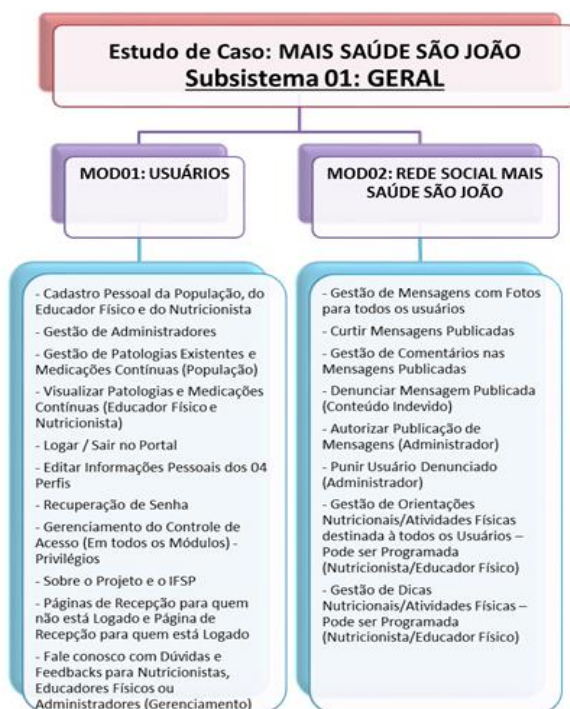 Estudo de Caso: MAIS SAÚDE SÃO JOÃO
Subsistema 01: GERAL
MOD01: USUÁRIOS
- Cadastro Pessoal da População, do
Educador Físico e do Nutricionista
- Gestão de Administradores
- Gestão de Patologias Existentes e
Medicações Contínuas (População)
- Visualizar Patologias e Medicações
Contínuas (Educador Físico e
Nutricionista)
- Logar / Sair no Portal
- Editar Informações Pessoais dos 04
Perfis
- Recuperação de Senha
- Gerenciamento do Controle de
Acesso (Em todos os Módulos) -
Privilégios
- Sobre o Projeto e o IFSP
- Páginas de Recepção para quem
não está Logado e Página de
Recepção para quem está Logado
- Fale conosco com Dúvidas e
Feedbacks para Nutricionistas,
Educadores Físicos ou
Administradores (Gerenciamento)
MOD02: REDE SOCIAL MAIS
SAÚDE SÃO JOÃO
- Gestão de Mensagens com Fotos
para todos os usuários
- Curtir Mensagens Publicadas
- Gestão de Comentários nas
Mensagens Publicadas
- Denunciar Mensagem Publicada
(Conteúdo Indevido)
- Autorizar Publicação de
Mensagens (Administrador)
- Punir Usuário Denunciado
(Administrador)
- Gestão de Orientações
Nutricionais/Atividades Físicas
destinada à todos os Usuários –
Pode ser Programada
(Nutricionista/Educador Físico)
- Gestão de Dicas
Nutricionais/Atividades Físicas –
Pode ser Programada
(Nutricionista/Educador Físico)